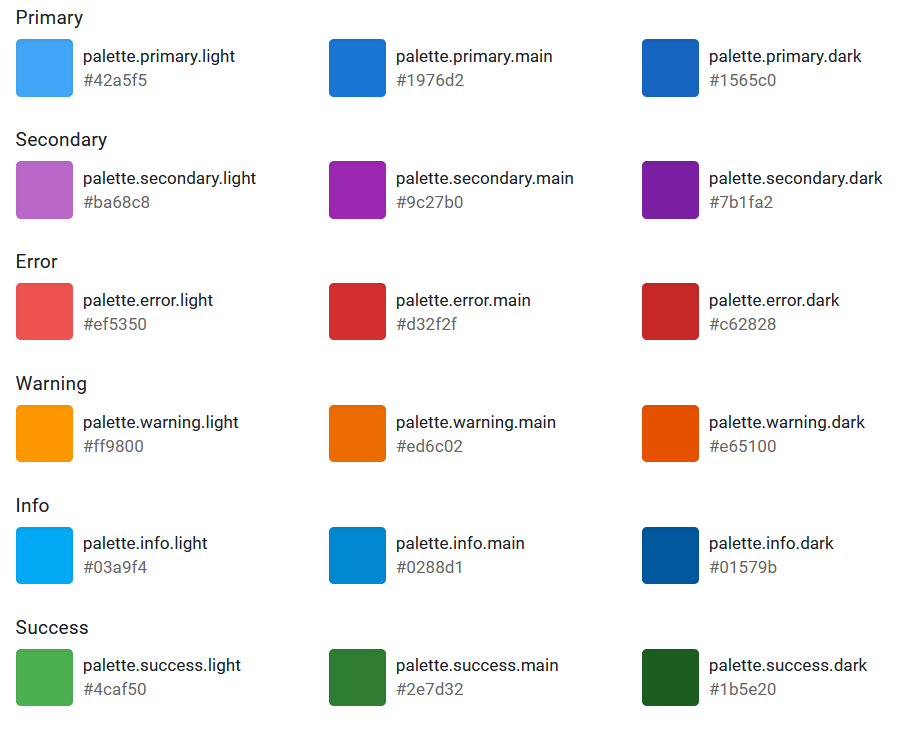 Primary
palette.primary.light
#42a5f5
palette.primary.main
#1976d2
palette.primary.dark
#1565c0
Secondary
palette.secondary.light
#ba68c8
palette.secondary.main
#9c27b0
palette.secondary.dark
#7b1fa2
Error
palette.error.light
#ef5350
palette.error.main
#d32f2f
palette.error.dark
#c62828
Warning
palette.warning.light
#ff9800
palette.warning.main
#ed6c02
palette.warning.dark
#e65100
Info
palette.info.light
#03a9f4
palette.info.main
#0288d1
palette.info.dark
#01579b
Success
palette.success.light
#4caf50
palette.success.main
#2e7d32
palette.success.dark
#1b5e20